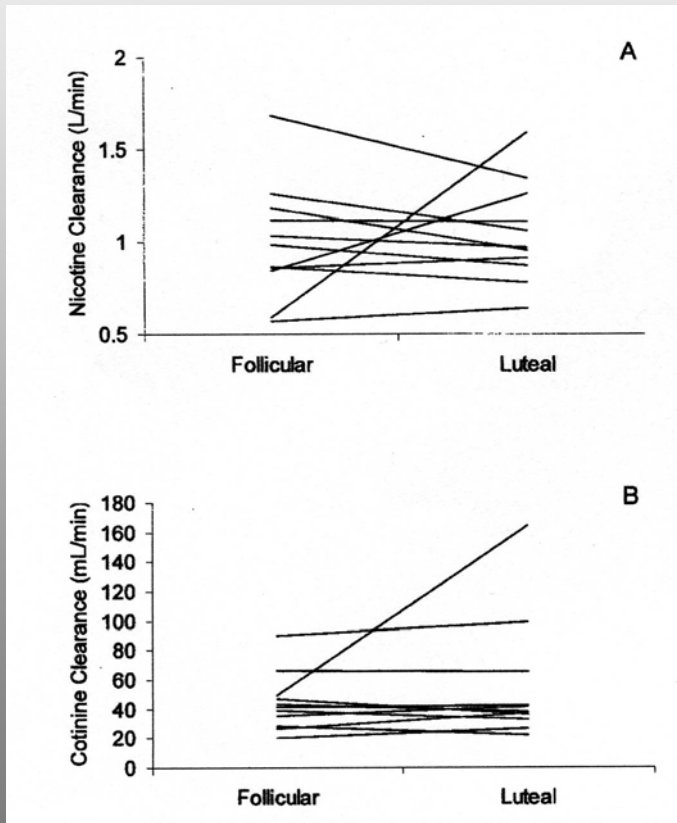 A
Nicotine Clearance (L/min)
2
1.5
1
0.5
Follicular Luteal
B
Cotinine Clearance (mL/min)
180
160
140
120
100
80
60
40
20
0
Follicular Luteal